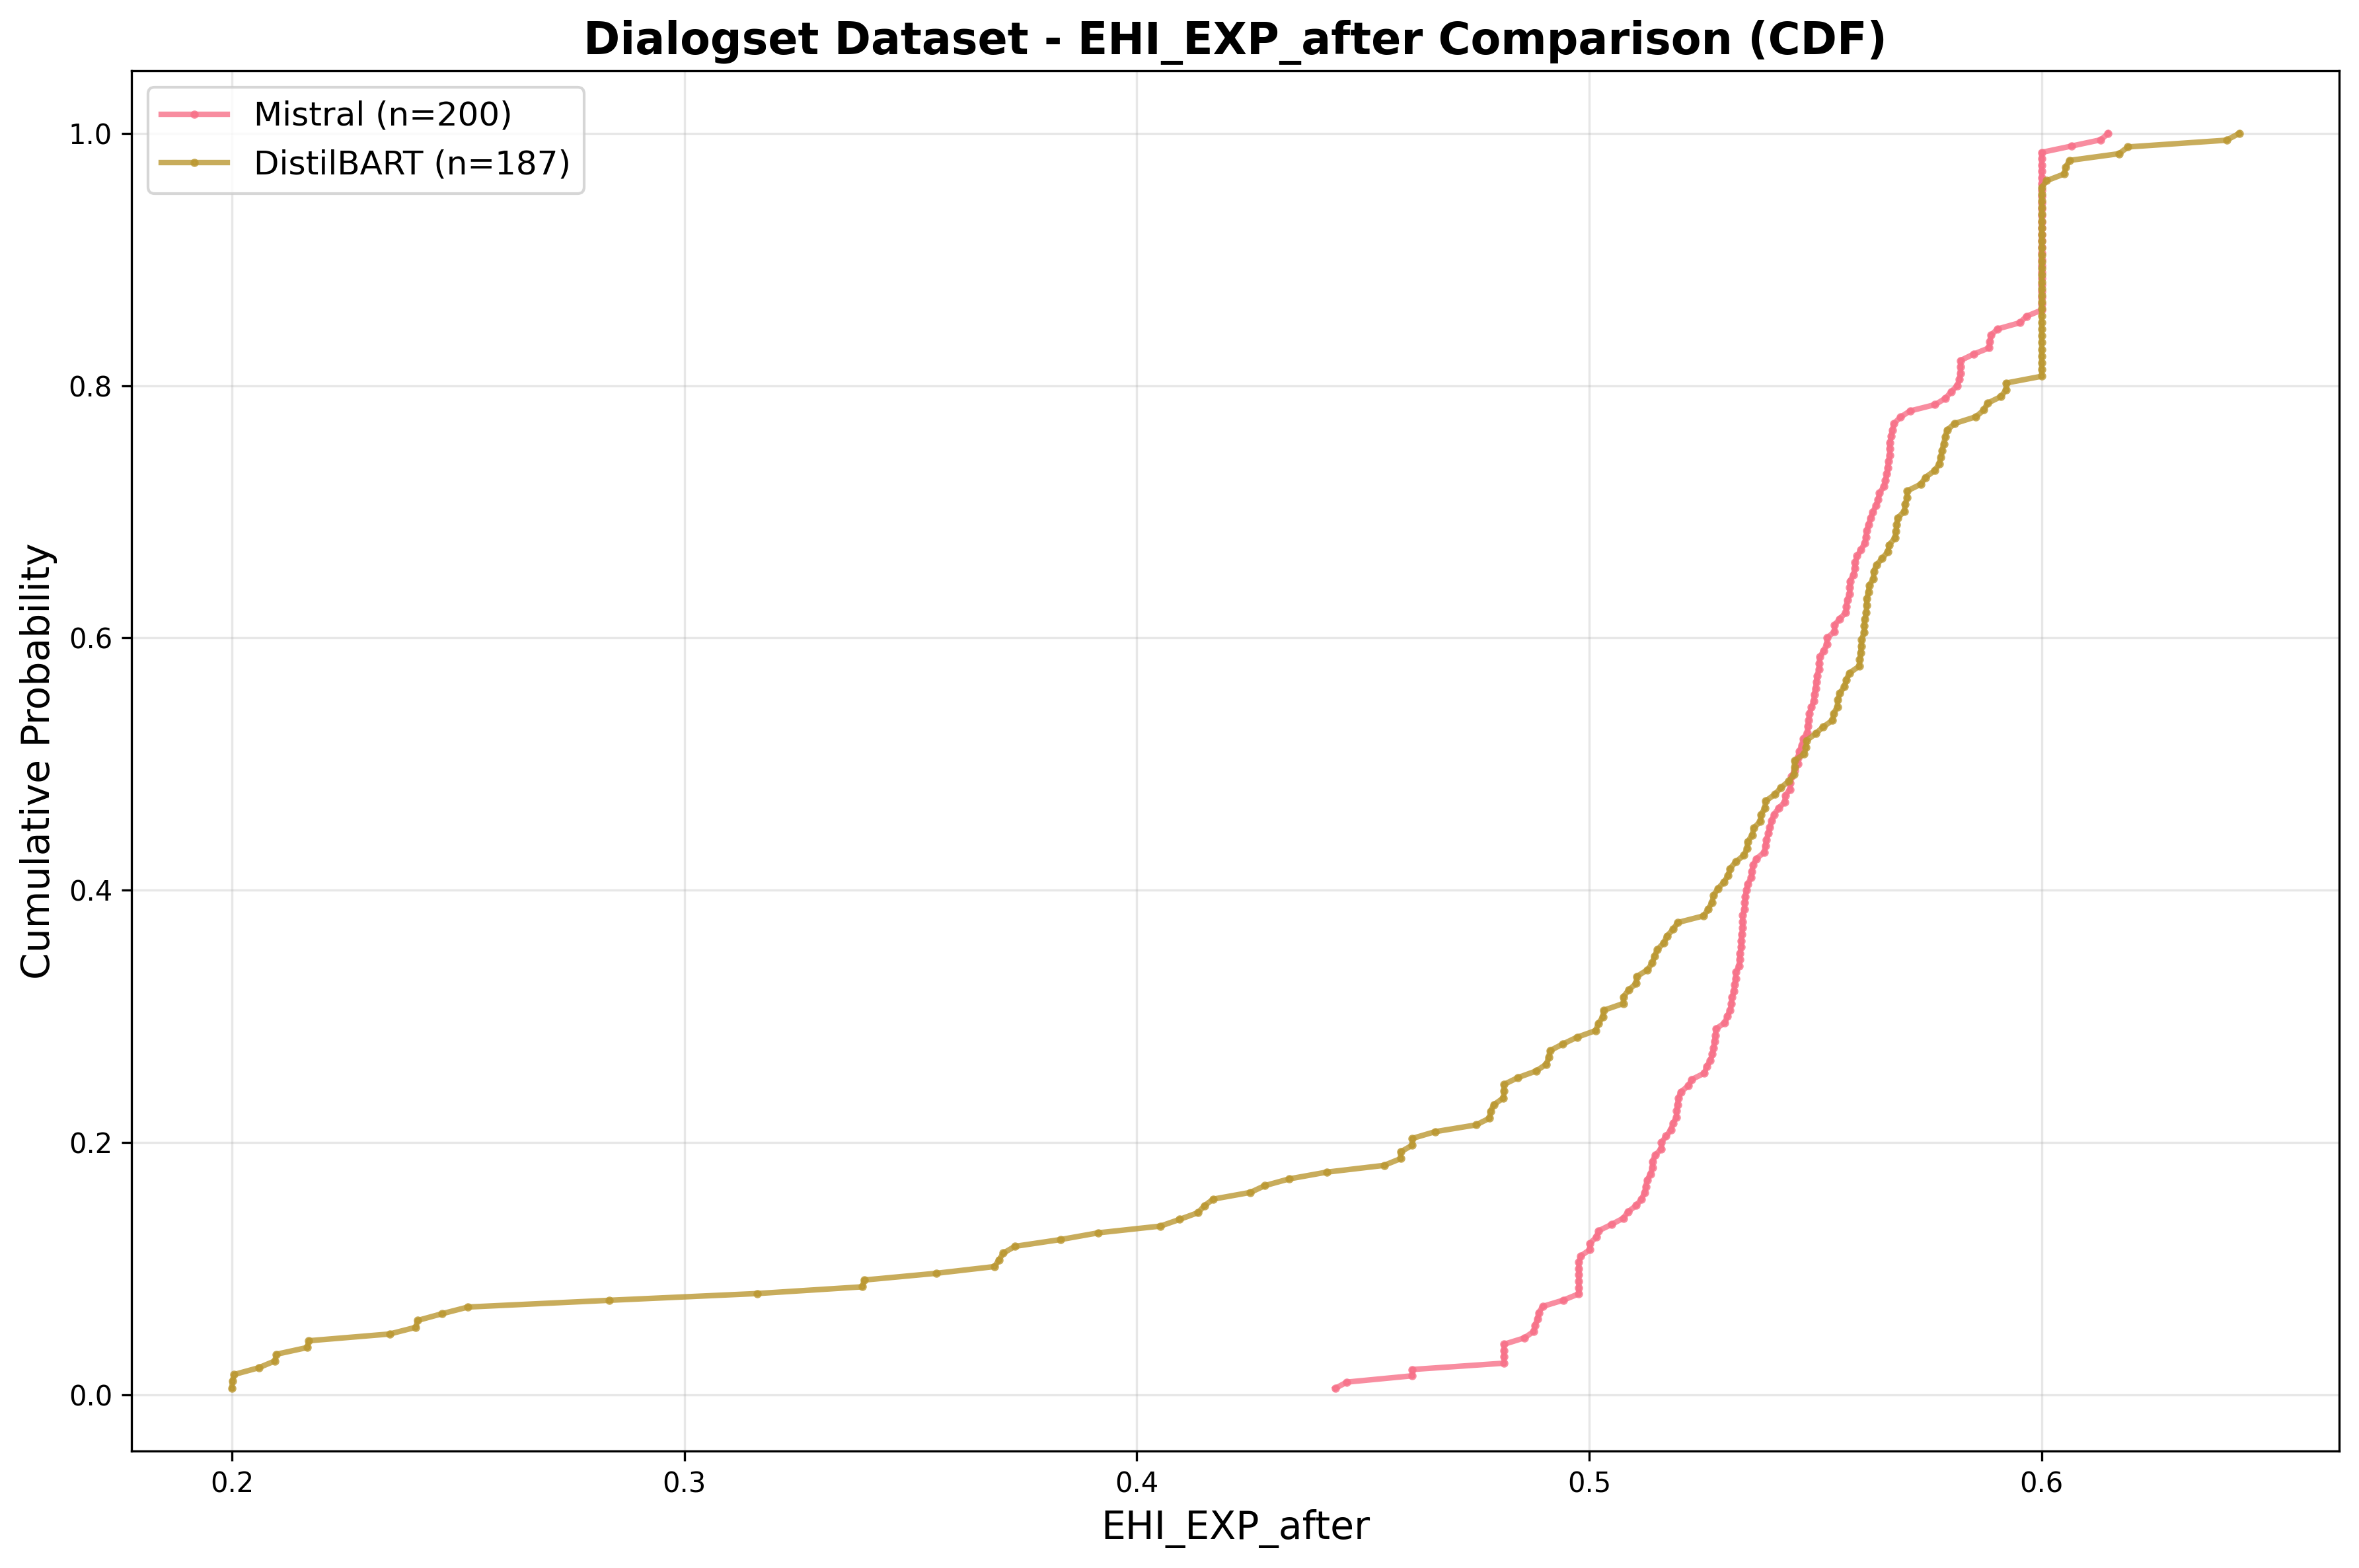 Dialogset Dataset - EHI_EXP_after Comparison (CDF)
Mistral (n=200)
DistilBART (n=187)
Cumulative Probability
1.0
0.8
0.6
0.4
0.2
0.0
0.2
0.3
0.4
0.5
0.6
EHI_EXP_after